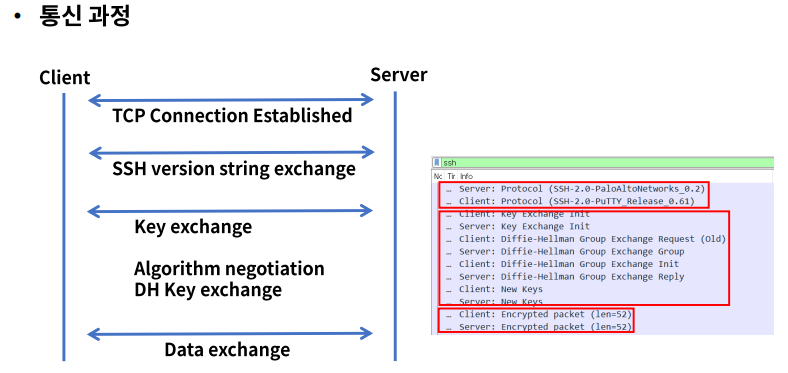 • 통신 과정
Client
Server
TCP Connection Established
SSH version string exchange
Key exchange
Algorithm negotiation
DH Key exchange
Data exchange
ssh
Nc Tir Info
… Server: Protocol (SSH-2.0-PaloAltoNetworks_0.2)
… Client: Protocol (SSH-2.0-PuTTY_Release_0.61)
… Client: Key Exchange Init
… Server: Key Exchange Init
… Client: Diffie-Hellman Group Exchange Request (Old)
… Server: Diffie-Hellman Group Exchange Group
… Client: Diffie-Hellman Group Exchange Init
… Server: Diffie-Hellman Group Exchange Reply
… Client: New Keys
… Server: New Keys
… Client: Encrypted packet (len=52)
… Server: Encrypted packet (len=52)